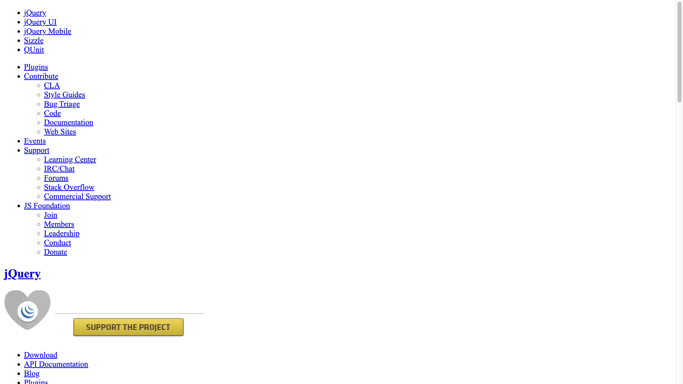 jQuery
jQuery UI
jQuery Mobile
Sizzle
QUnit
Plugins
Contribute
CLA
Style Guides
Bug Triage
Code
Documentation
Web Sites
Events
Support
Learning Center
IRC/Chat
Forums
Stack Overflow
Commercial Support
JS Foundation
Join
Members
Leadership
Conduct
Donate
jQuery
SUPPORT THE PROJECT
Download
API Documentation
Blog
Plugins